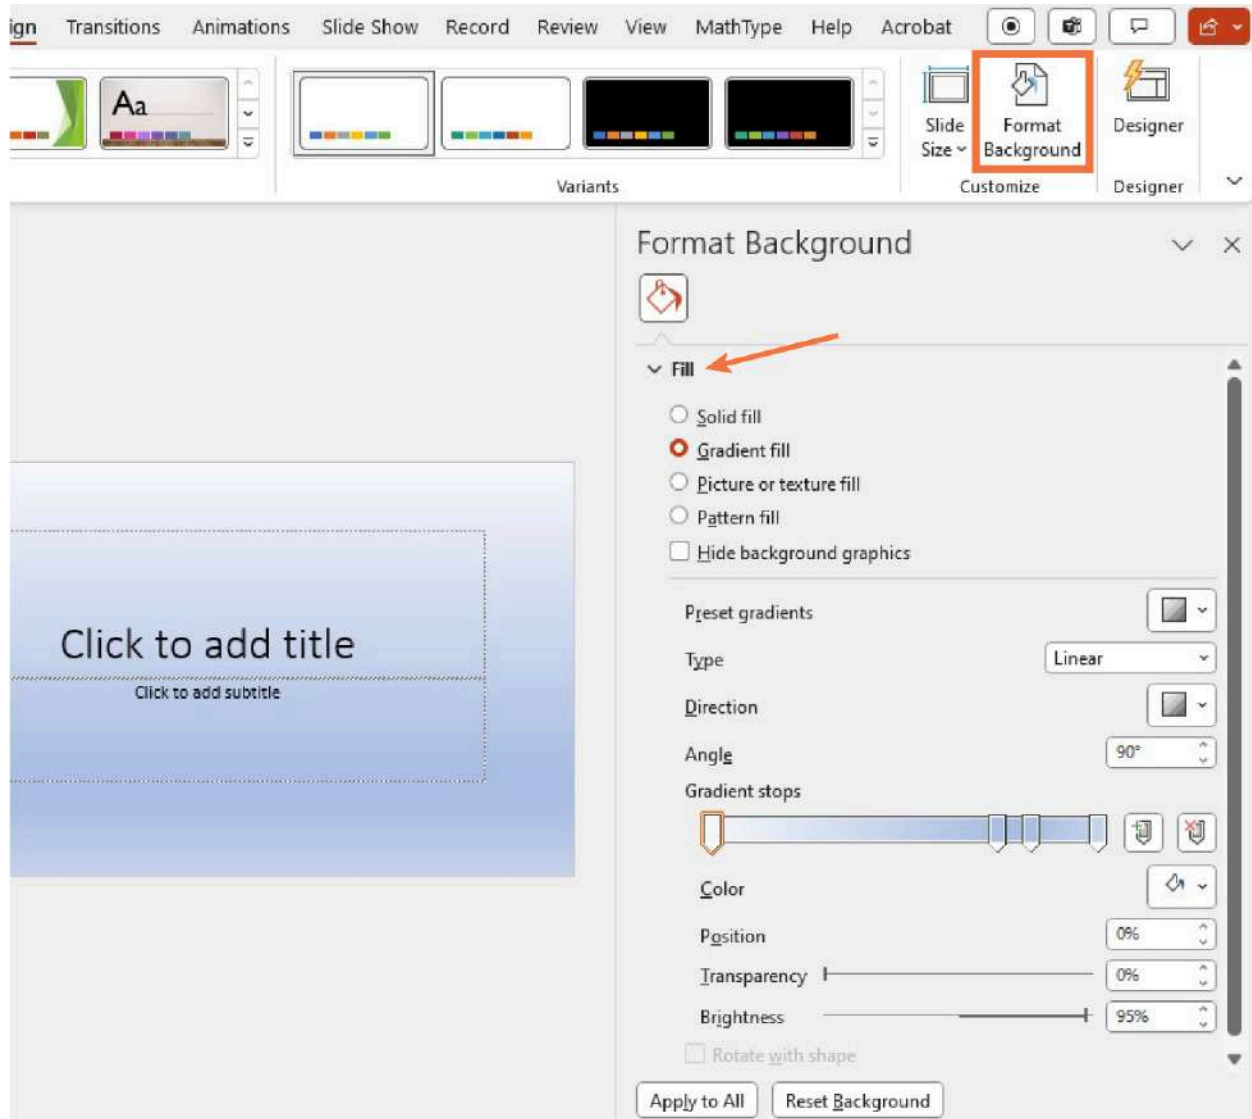 ign Transitions Animations Slide Show Record Review View MathType Help Acrobat
Aa
Slide Size
Format Background
Designer
Variants
Customize
Designer
Format Background
Fill
Solid fill
Gradient fill
Picture or texture fill
Pattern fill
Hide background graphics
Click to add title
Click to add subtitle
Preset gradients
Type Linear
Direction
Angle 90°
Gradient stops
Color
Position 0%
Transparency 0%
Brightness 95%
Rotate with shape
Apply to All Reset Background